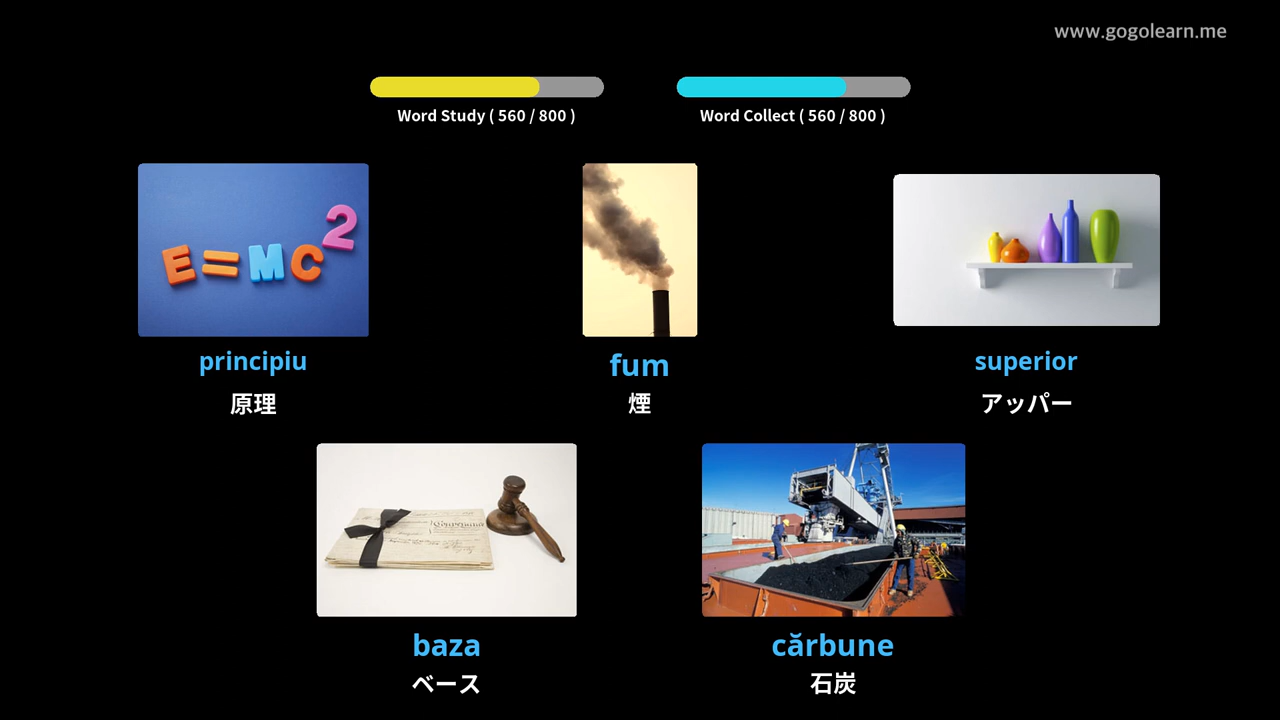 www.gogolearn.me
Word Study ( 560 / 800 )
Word Collect ( 560 / 800 )
E=MC2
principiu
原理
fum
煙
superior
アッパー
baza
ベース
cărbune
石炭